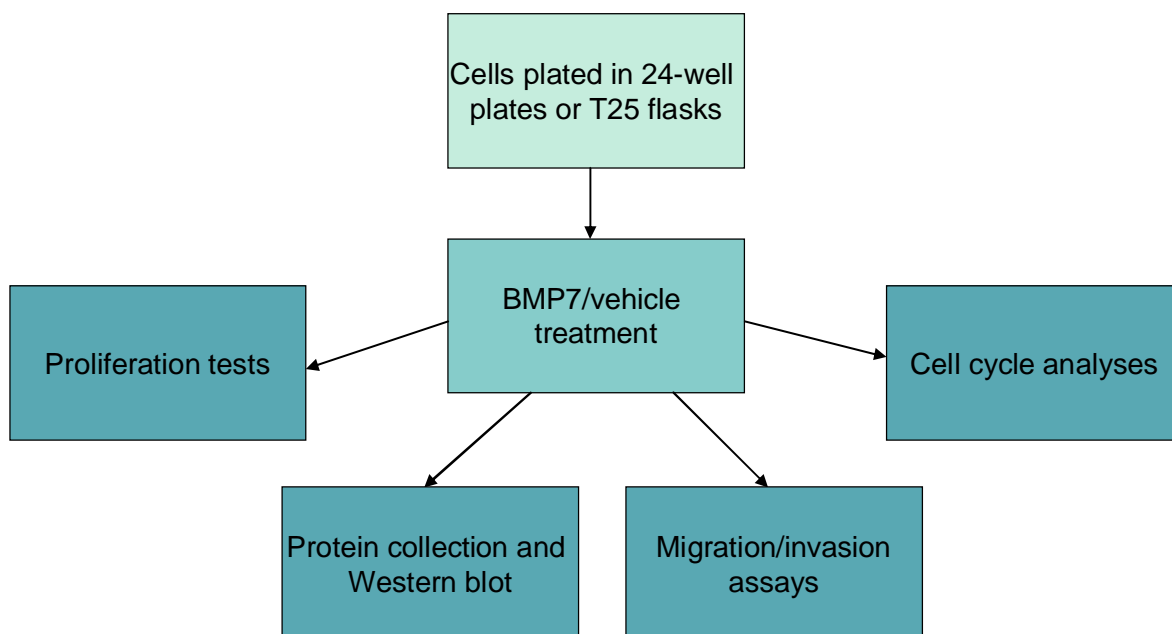 Cells plated in 24-well
plates or T25 flasks
BMP7/vehicle
treatment
Proliferation tests
Cell cycle analyses
Protein collection and
Western blot
Migration/invasion
assays